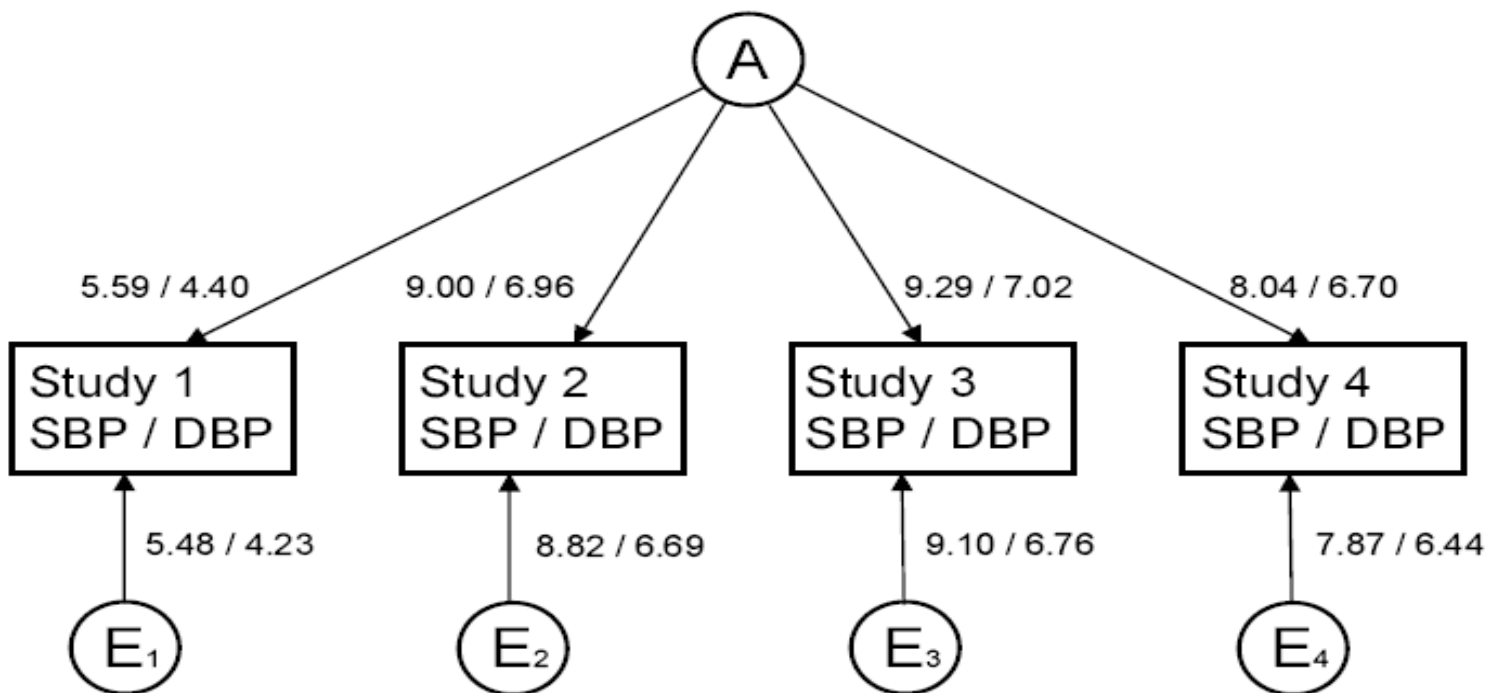 A
5.59 / 4.40
9.00 / 6.96
9.29 / 7.02
8.04 / 6.70
Study 1
SBP / DBP
Study 2
SBP / DBP
Study 3
SBP / DBP
Study 4
SBP / DBP
5.48 / 4.23
8.82 / 6.69
9.10 / 6.76
7.87 / 6.44
E1
E2
E3
E4